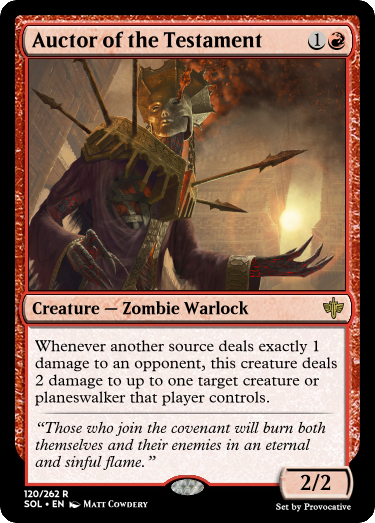 Auctor of the Testament 1
Creature — Zombie Warlock
Whenever another source deals exactly 1
damage to an opponent, this creature deals
2 damage to up to one target creature or
planeswalker that player controls.
“Those who join the covenant will burn both
themselves and their enemies in an eternal
and sinful flame.”
2/2
120/262 R
SOL • EN Matt Cowdery
Set by Provocative